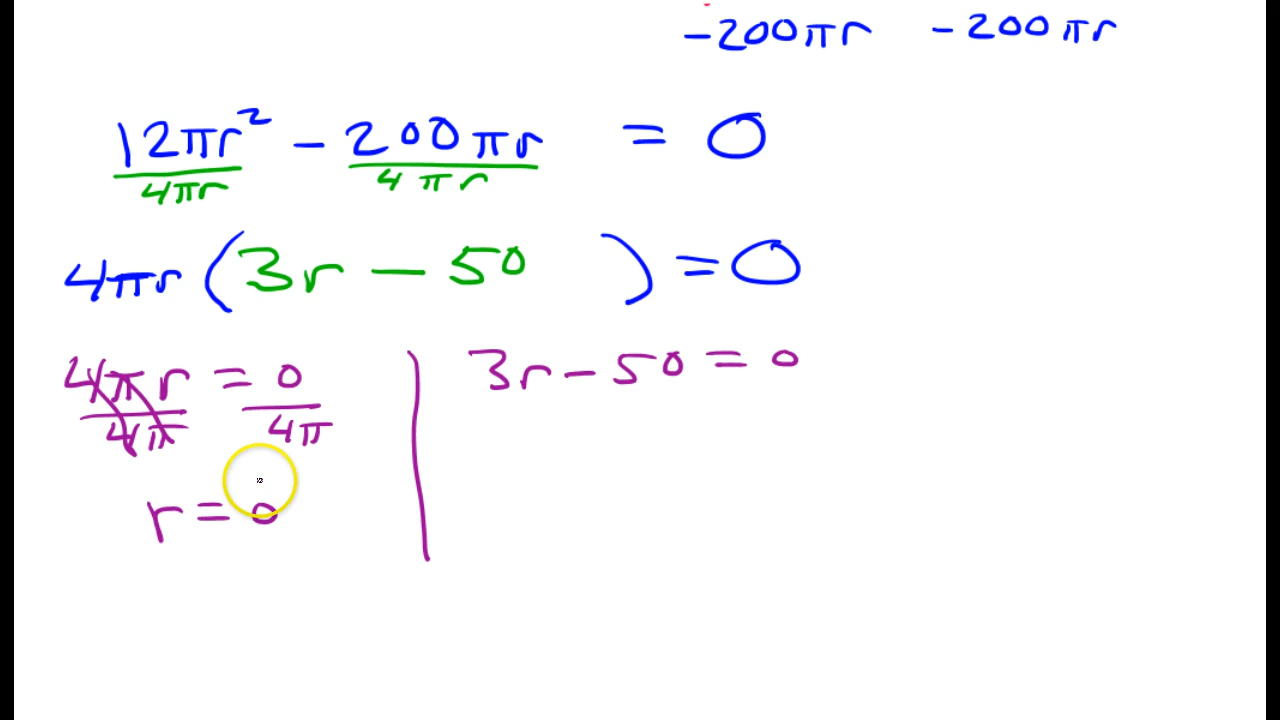 -200πr -200πr
12πr² - 200πr = 0
4πr 4πr
4πr (3r - 50) = 0
4πr = 0 3r - 50 = 0
4π 4π
r = 0